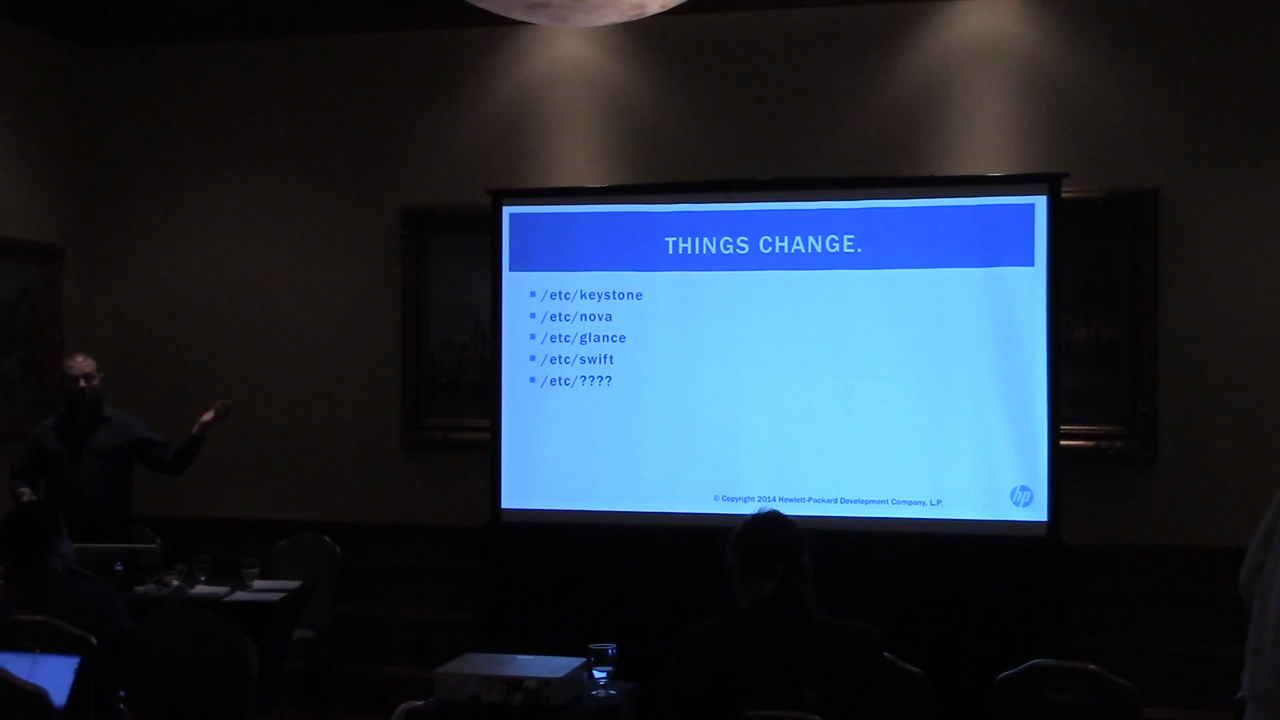 THINGS CHANGE.
/etc/keystone
/etc/nova
/etc/glance
/etc/swift
/etc/????
© Copyright 2014 Hewlett-Packard Development Company, L.P.
hp